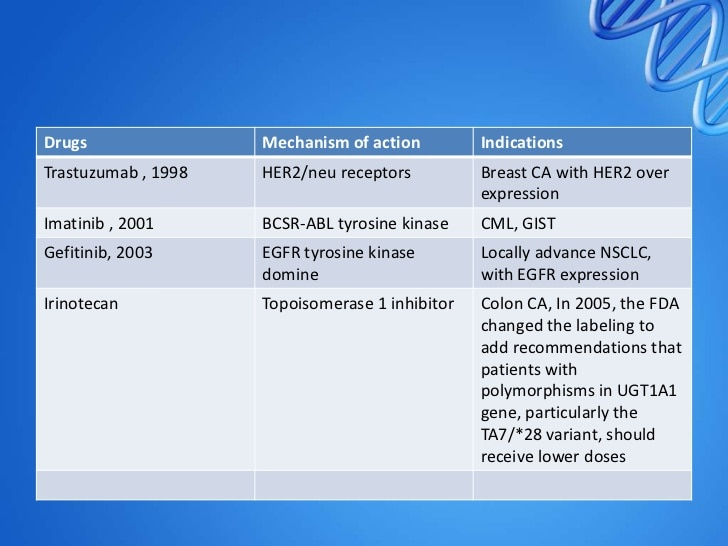 Drugs Mechanism of action Indications
Trastuzumab , 1998 HER2/neu receptors Breast CA with HER2 over
expression
Imatinib , 2001 BCSR-ABL tyrosine kinase CML, GIST
Gefitinib, 2003 EGFR tyrosine kinase Locally advance NSCLC,
domine with EGFR expression
Irinotecan Topoisomerase 1 inhibitor Colon CA, In 2005, the FDA
changed the labeling to
add recommendations that
patients with
polymorphisms in UGT1A1
gene, particularly the
TA7/*28 variant, should
receive lower doses